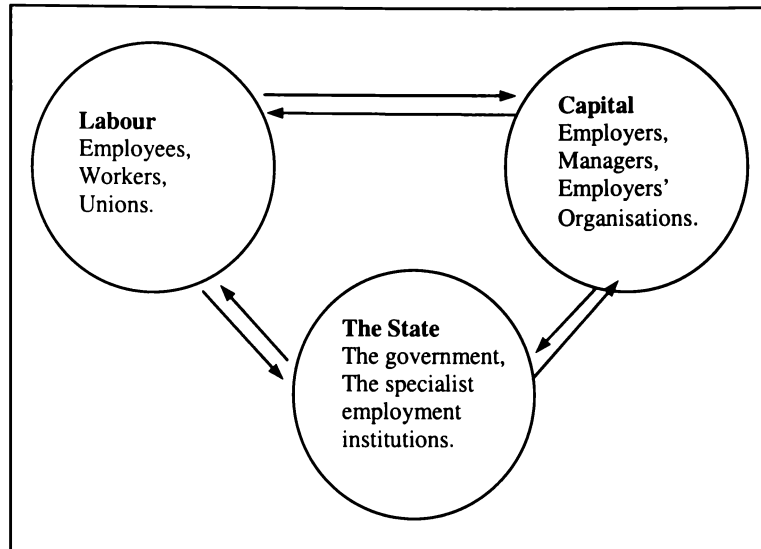 Labour
Employees,
Workers,
Unions.
Capital
Employers,
Managers,
Employers'
Organisations.
The State
The government,
The specialist
employment
institutions.